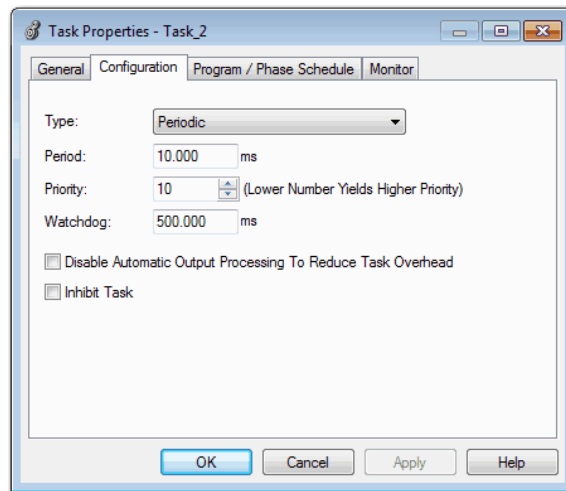 Task Properties - Task_2
General Configuration Program / Phase Schedule Monitor
Type: Periodic
Period: 10.000 ms
Priority: 10 (Lower Number Yields Higher Priority)
Watchdog: 500.000 ms
Disable Automatic Output Processing To Reduce Task Overhead
Inhibit Task
OK Cancel Apply Help